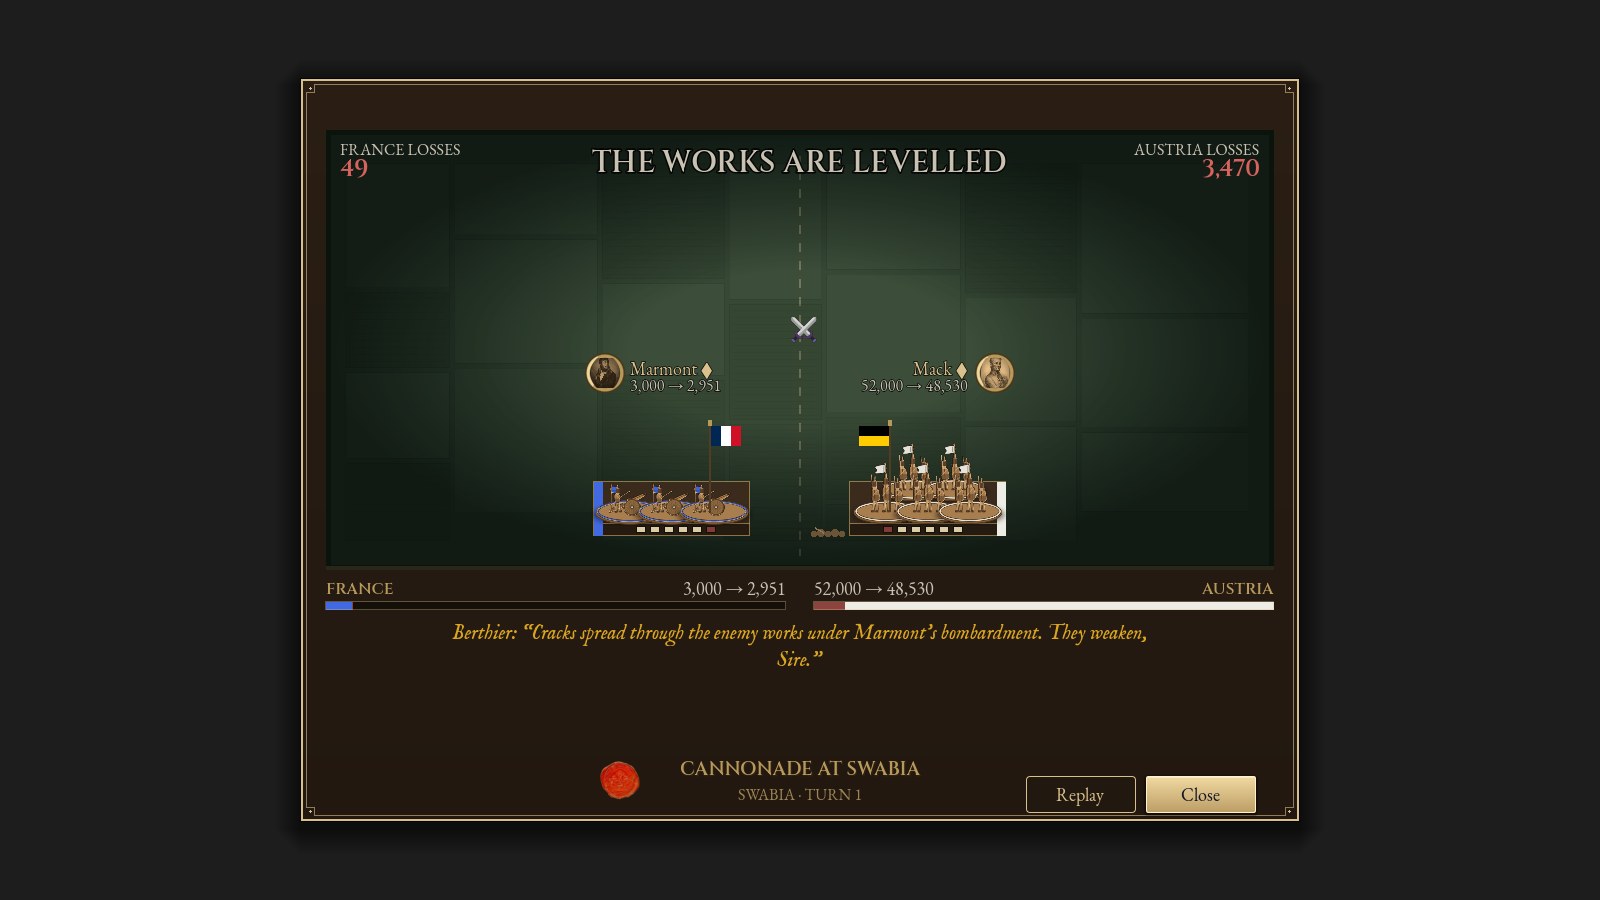 FRANCE LOSSES
49
THE WORKS ARE LEVELLED
AUSTRIA LOSSES
3,470
Marmont
3,000 → 2,951
Mack
52,000 → 48,530
FRANCE
3,000 → 2,951
52,000 → 48,530
AUSTRIA
Berthier: “Cracks spread through the enemy works under Marmont’s bombardment. They weaken,
Sire.”
CANNONADE AT SWABIA
SWABIA · TURN 1
Replay
Close